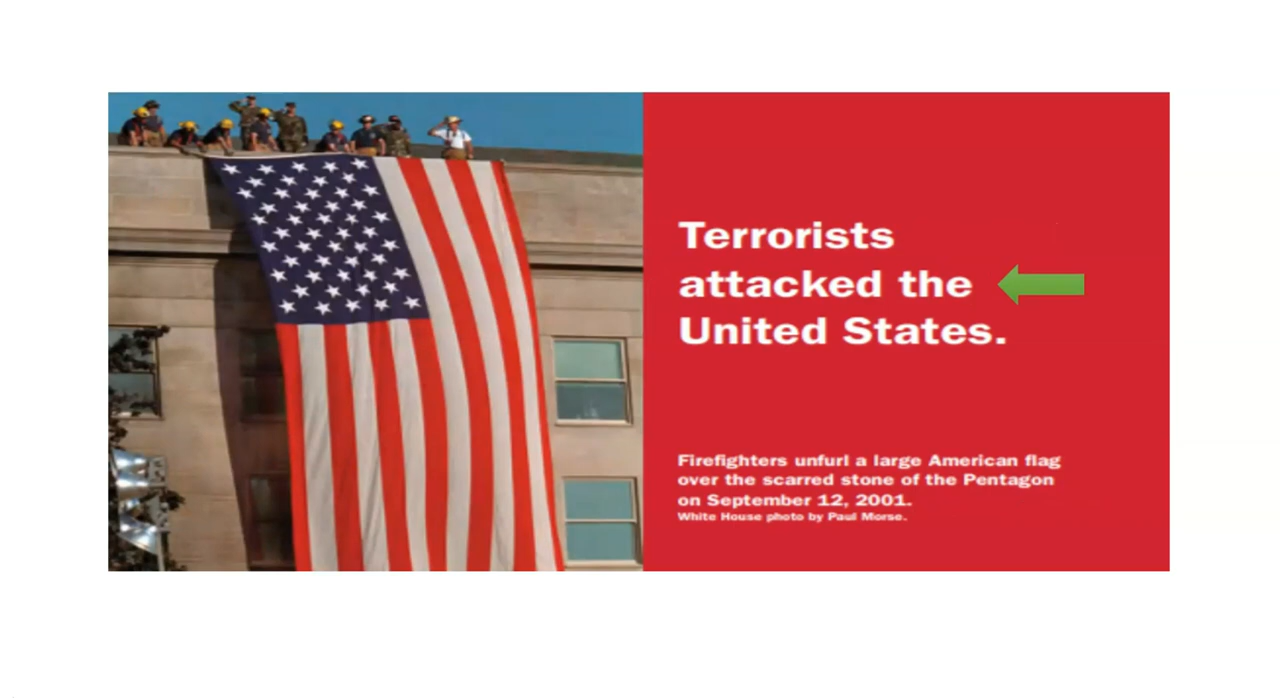 Terrorists
attacked the
United States.
Firefighters unfurl a large American flag
over the scarred stone of the Pentagon
on September 12, 2001.
White House photo by Paul Morse.